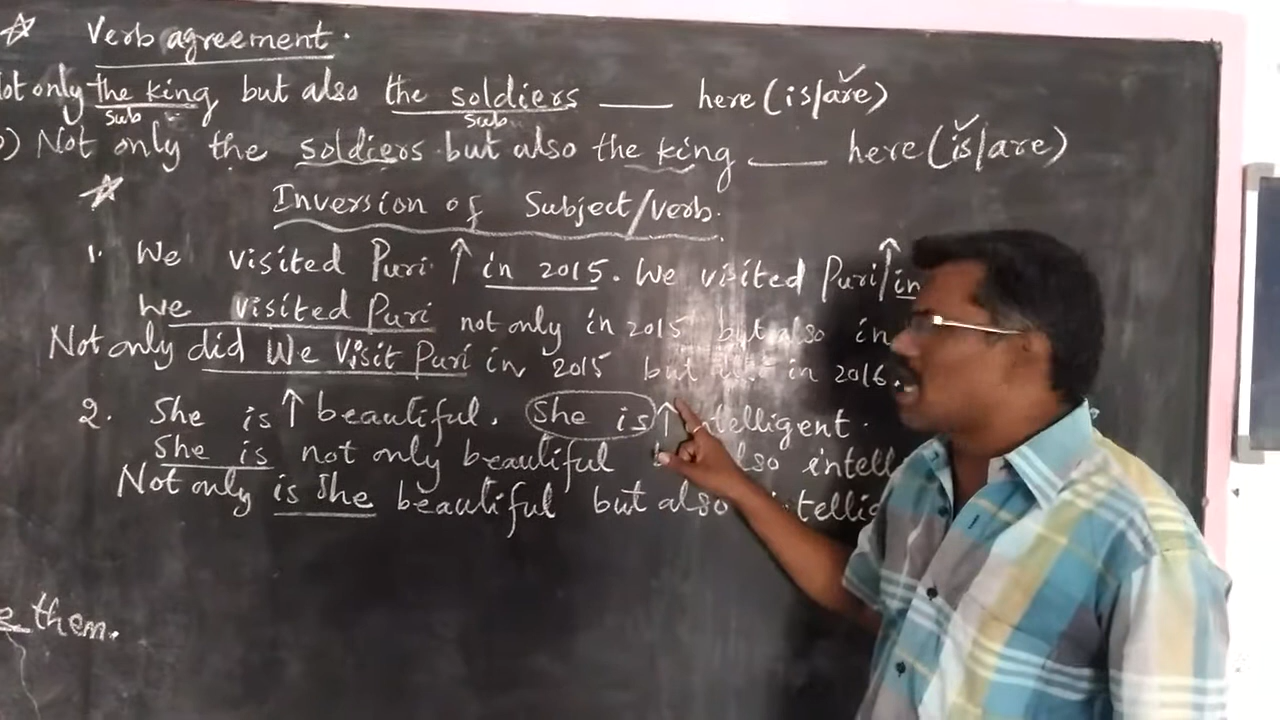 ☆ Verb agreement.
Not only the king but also the soldiers ____ here (is/are✓)
Sub Sub
b) Not only the soldiers but also the king ____ here (is✓/are)
☆ Inversion of Subject/verb.
1. We visited Puri ↑ in 2015. We visited Puri ↑ in
We visited Puri not only in 2015 but also in
Not only did We Visit Puri in 2015 but in 2016.
2. She is ↑ beautiful. She is ↑ intelligent.
She is not only beautiful also
Not only is She beautiful but also
them.